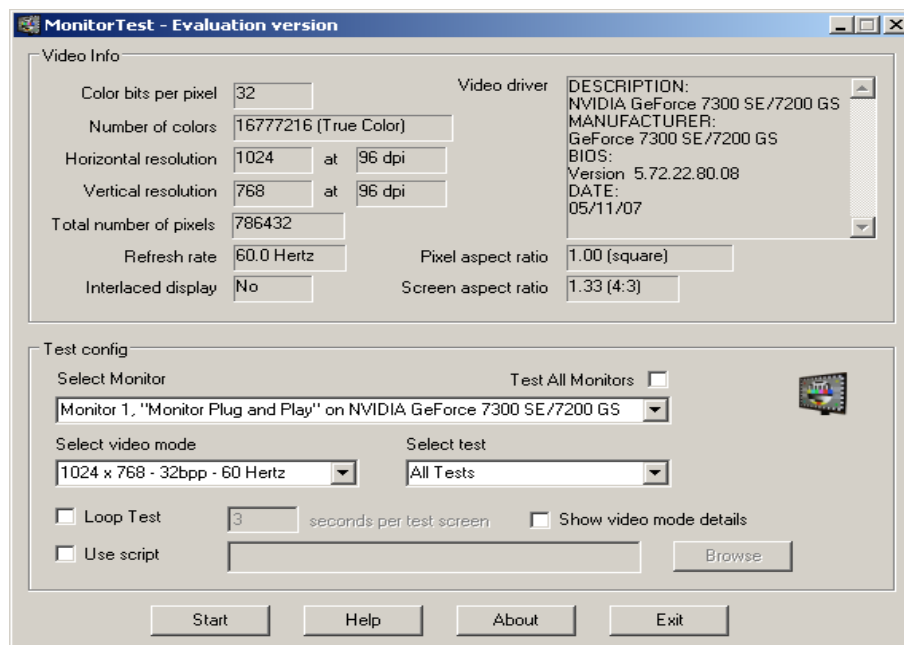 MonitorTest - Evaluation version
Video Info
Color bits per pixel 32
Number of colors 16777216 (True Color)
Horizontal resolution 1024 at 96 dpi
Vertical resolution 768 at 96 dpi
Total number of pixels 786432
Refresh rate 60.0 Hertz
Interlaced display No
Video driver
DESCRIPTION:
NVIDIA GeForce 7300 SE/7200 GS
MANUFACTURER:
GeForce 7300 SE/7200 GS
BIOS:
Version 5.72.22.80.08
DATE:
05/11/07
Pixel aspect ratio 1.00 (square)
Screen aspect ratio 1.33 (4:3)
Test config
Select Monitor
Test All Monitors
Monitor 1, "Monitor Plug and Play" on NVIDIA GeForce 7300 SE/7200 GS
Select video mode
1024 x 768 - 32bpp - 60 Hertz
Select test
All Tests
Loop Test 3 seconds per test screen
Show video mode details
Use script
Browse
Start
Help
About
Exit